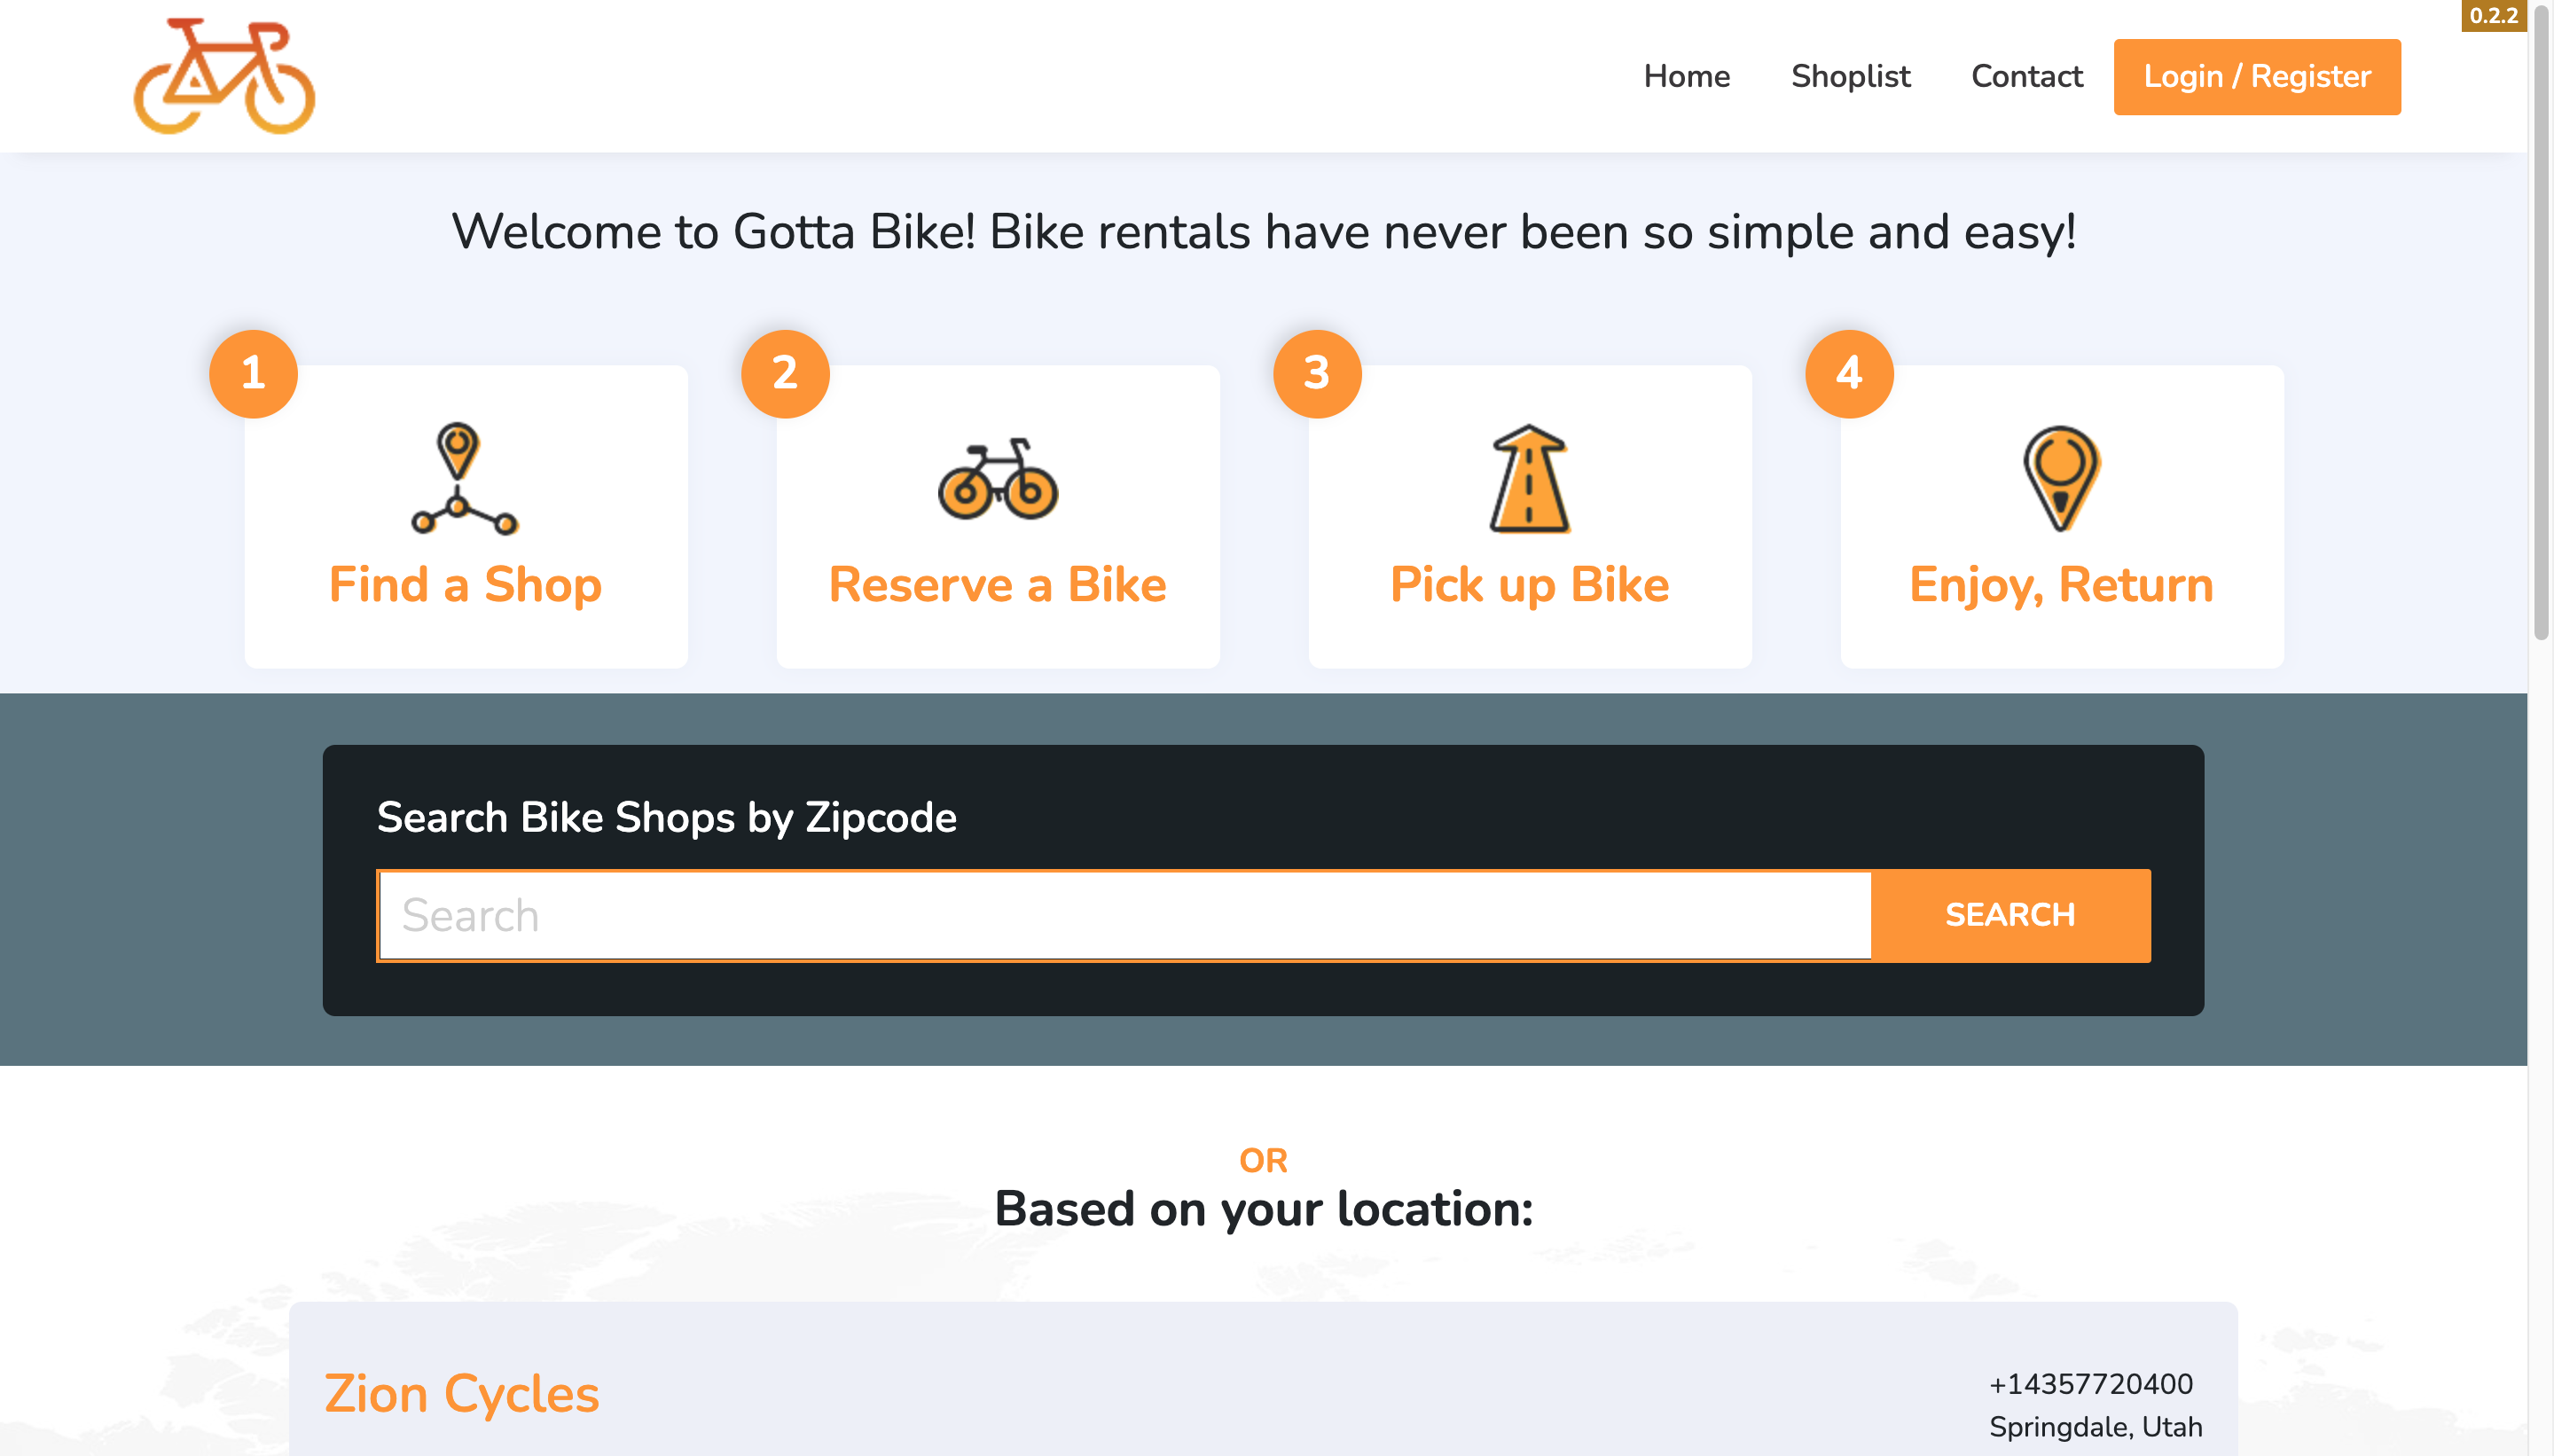 0.2.2
Home Shoplist Contact Login / Register
Welcome to Gotta Bike! Bike rentals have never been so simple and easy!
1 2 3 4
Find a Shop Reserve a Bike Pick up Bike Enjoy, Return
Search Bike Shops by Zipcode
Search SEARCH
OR
Based on your location:
Zion Cycles
+14357720400
Springdale, Utah